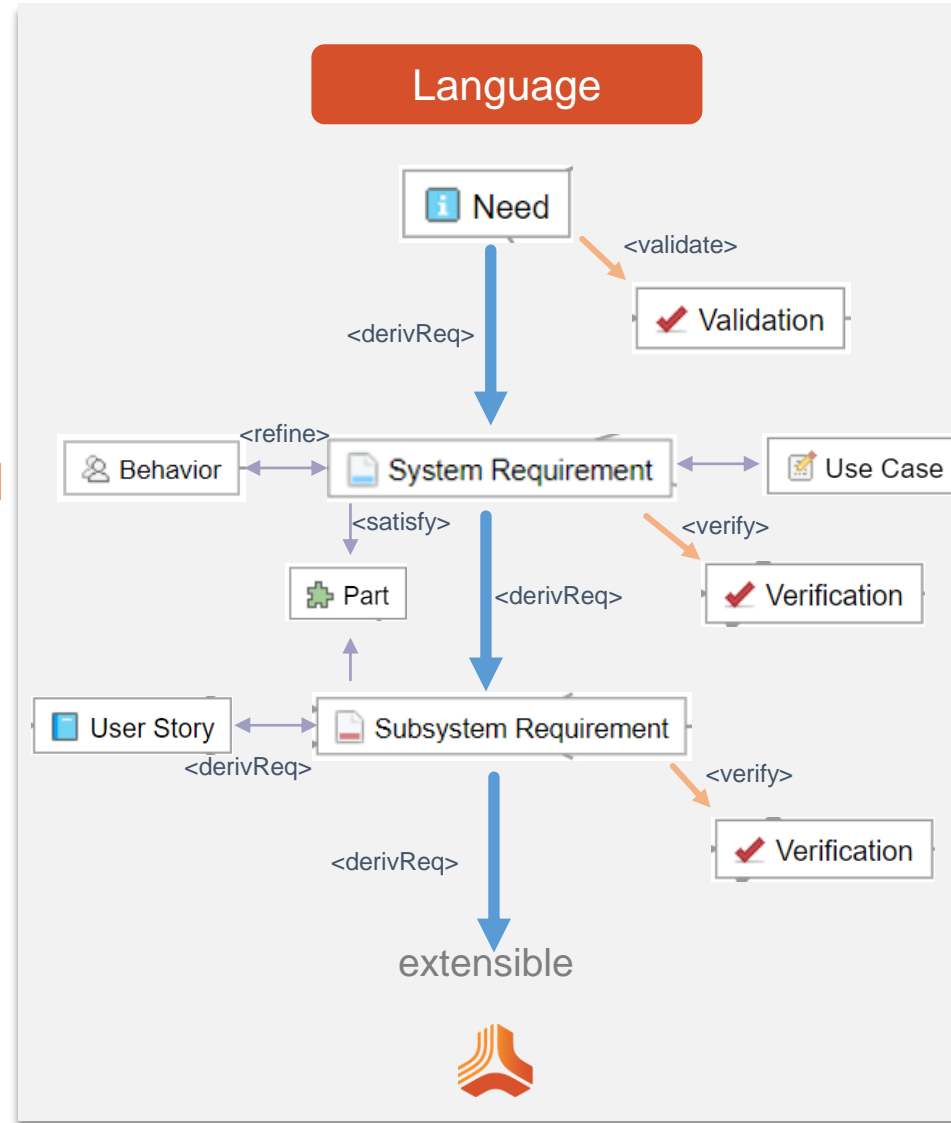 Language
Need
<validate>
Validation
<derivReq>
<refine>
Behavior
System Requirement
Use Case
<satisfy>
<verify>
Part
<derivReq>
Verification
User Story
Subsystem Requirement
<derivReq>
<verify>
Verification
<derivReq>
extensible